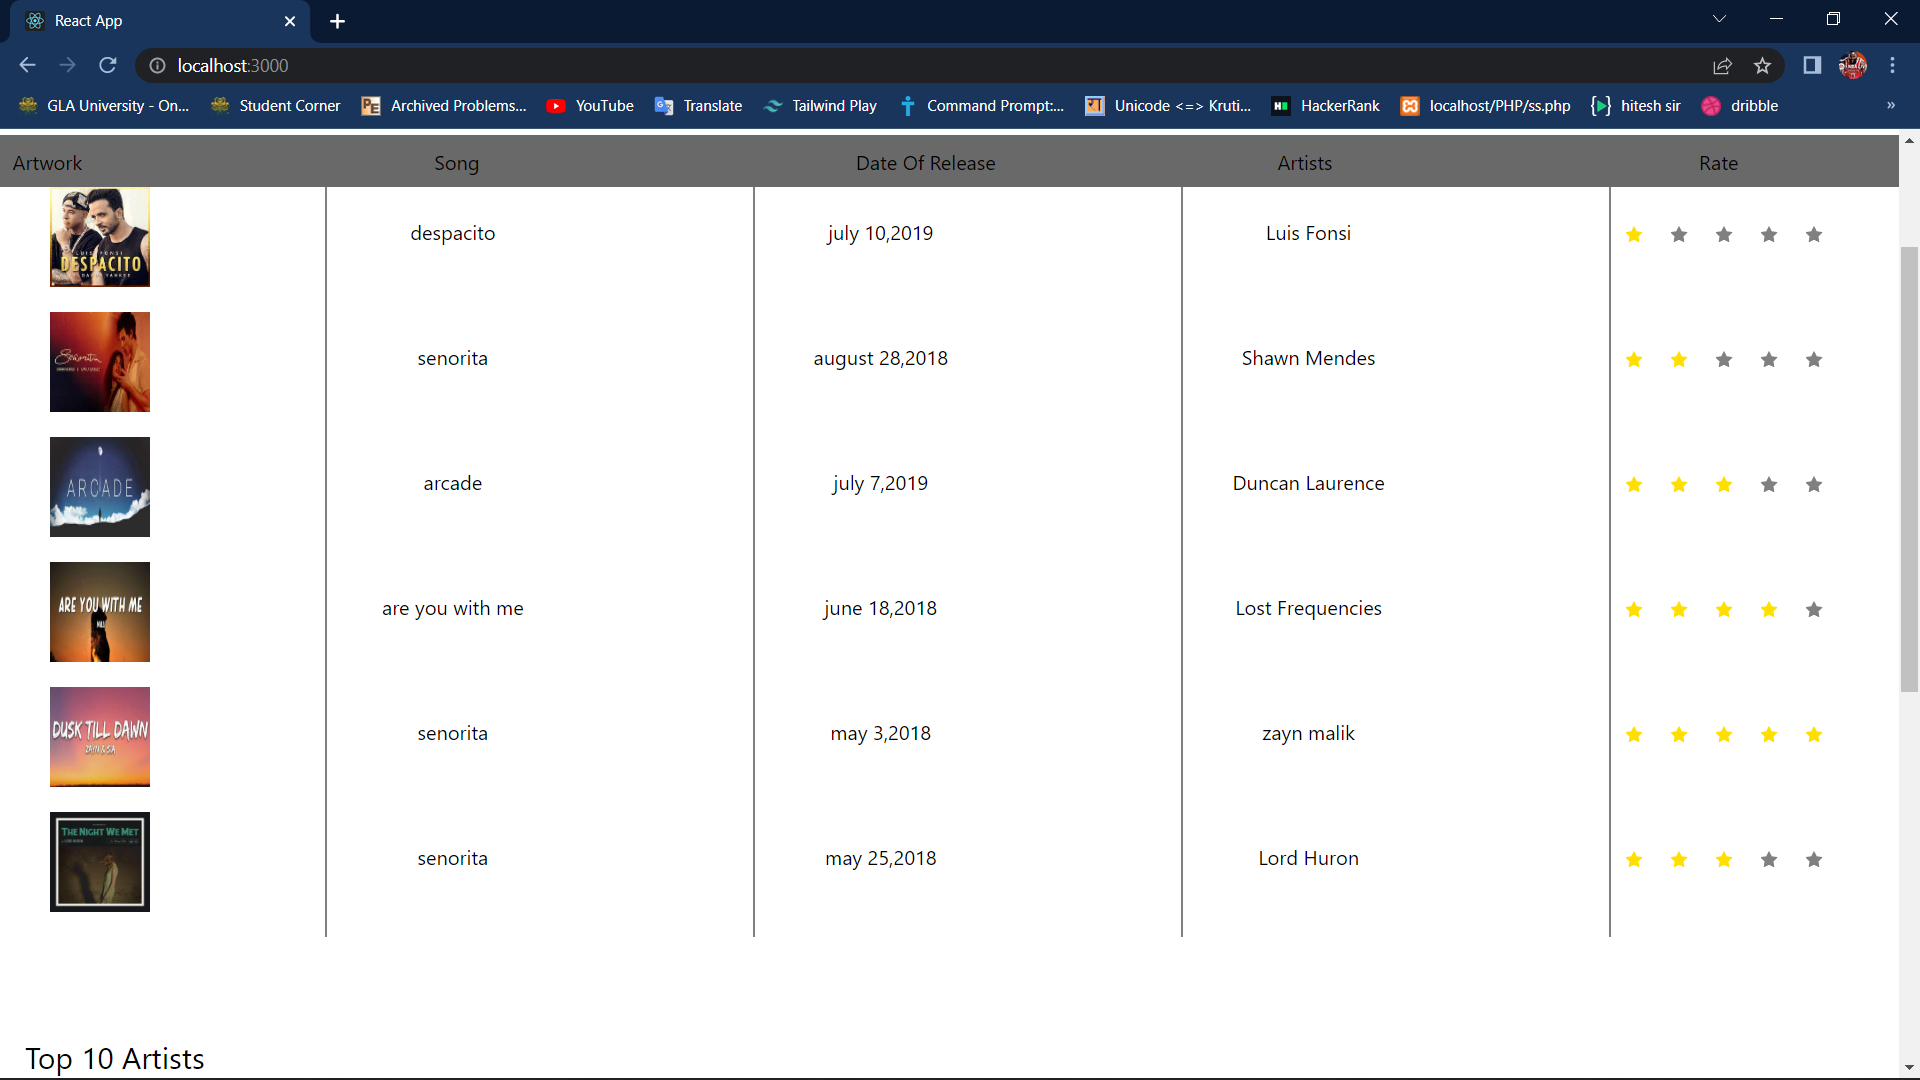 React App
localhost:3000
GLA University - On... Student Corner Archived Problems... YouTube Translate Tailwind Play Command Prompt:... Unicode <=> Kruti... HackerRank localhost/PHP/ss.php hitesh sir dribble »
Artwork Song Date Of Release Artists Rate
LUIS FONSI
DESPACITO
despacito july 10,2019 Luis Fonsi
Señorita
senorita august 28,2018 Shawn Mendes
ARCADE
arcade july 7,2019 Duncan Laurence
ARE YOU WITH ME
are you with me june 18,2018 Lost Frequencies
DUSK TILL DAWN
ZAYN & SIA
senorita may 3,2018 zayn malik
THE NIGHT WE MET
senorita may 25,2018 Lord Huron
Top 10 Artists